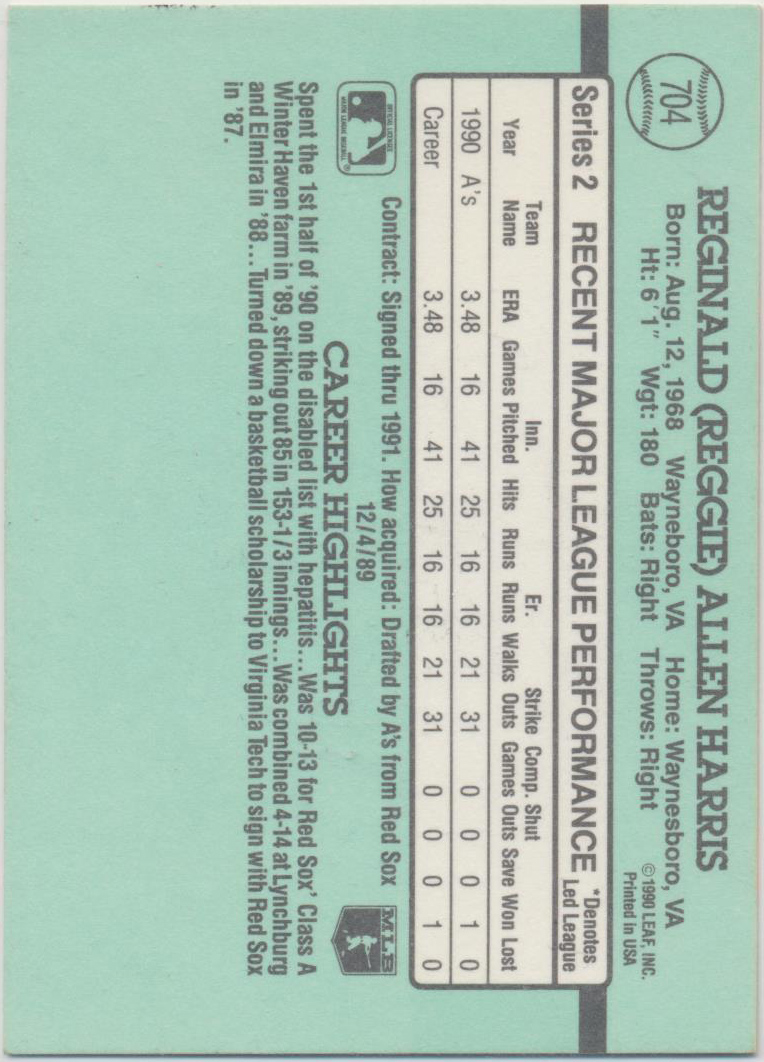 704
REGINALD (REGGIE) ALLEN HARRIS
Born: Aug. 12, 1968 Wayneboro, VA Home: Waynesboro, VA
Ht: 6'1" Wgt: 180 Bats: Right Throws: Right
©1990 LEAF, INC.
Printed in USA
Series 2 RECENT MAJOR LEAGUE PERFORMANCE *Denotes Led League
Year Team Name ERA Games Inn. Pitched Hits Runs Er. Runs Walks Strike Outs Comp. Games Shut Outs Save Won Lost
1990 A's 3.48 16 41 25 16 16 21 31 0 0 0 1 0
Career 3.48 16 41 25 16 16 21 31 0 0 0 1 0
OFFICIAL LICENSEE
MAJOR LEAGUE BASEBALL ®
Contract: Signed thru 1991. How acquired: Drafted by A's from Red Sox
12/4/89
MLB
CAREER HIGHLIGHTS
Spent the 1st half of '90 on the disabled list with hepatitis... Was 10-13 for Red Sox' Class A
Winter Haven farm in '89, striking out 85 in 153-1/3 innings... Was combined 4-14 at Lynchburg
and Elmira in '88... Turned down a basketball scholarship to Virginia Tech to sign with Red Sox
in '87.